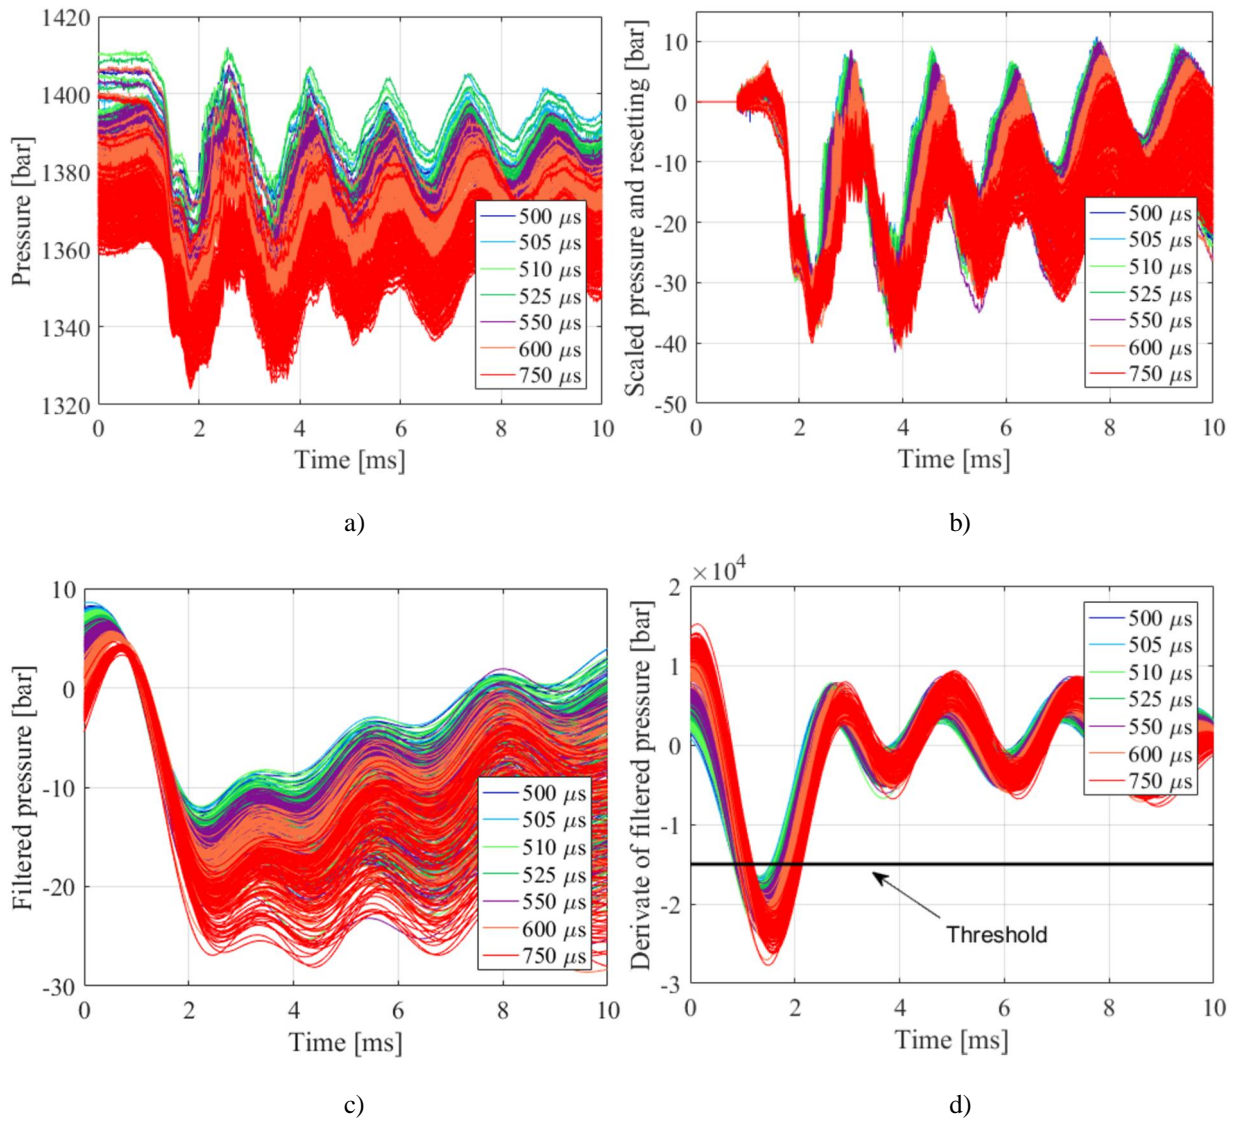 1420
1400
1380
1360
1340
1320
Pressure [bar]
500 μs
505 μs
510 μs
525 μs
550 μs
600 μs
750 μs
0 2 4 6 8 10
Time [ms]
a)
10
0
-10
-20
-30
-40
-50
Scaled pressure and resetting [bar]
500 μs
505 μs
510 μs
525 μs
550 μs
600 μs
750 μs
0 2 4 6 8 10
Time [ms]
b)
10
0
-10
-20
-30
Filtered pressure [bar]
500 μs
505 μs
510 μs
525 μs
550 μs
600 μs
750 μs
0 2 4 6 8 10
Time [ms]
c)
×10⁴
2
1
0
-1
-2
-3
Derivate of filtered pressure [bar]
500 μs
505 μs
510 μs
525 μs
550 μs
600 μs
750 μs
Threshold
0 2 4 6 8 10
Time [ms]
d)